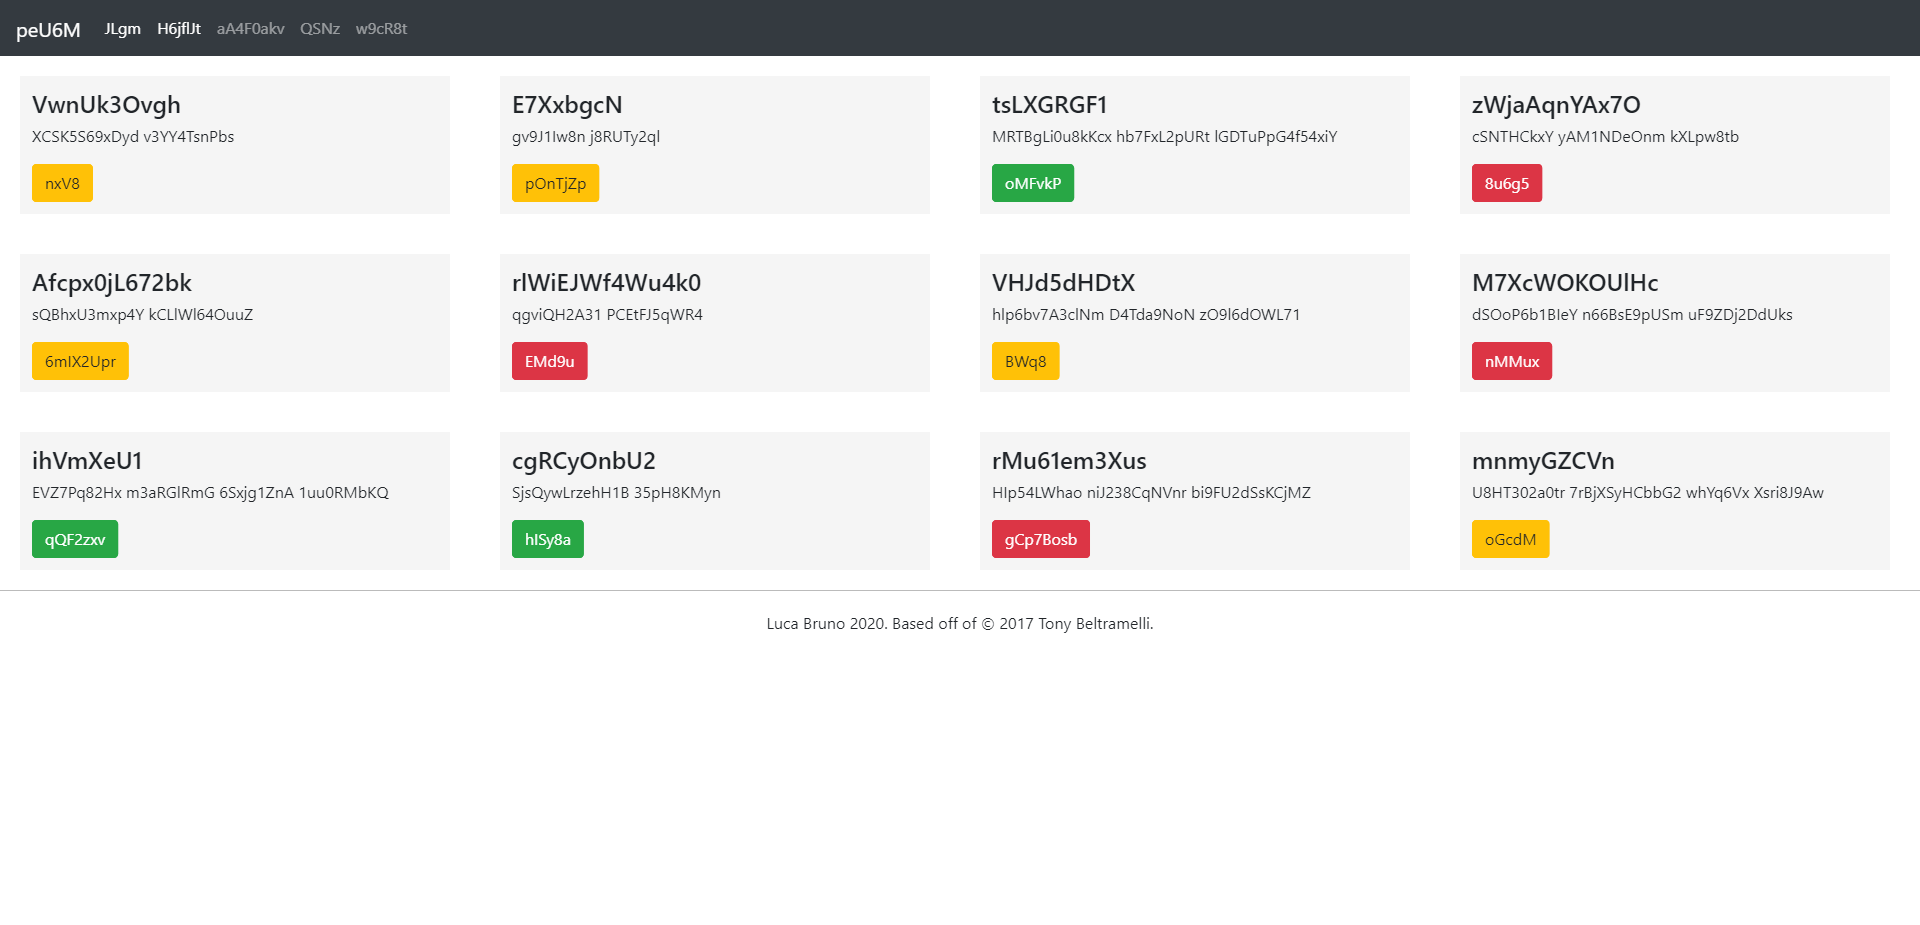 peU6M JLgm H6jflJt aA4F0akv QSNz w9cR8t
VwnUk3Ovgh
XCSK5S69xDyd v3YY4TsnPbs
nxV8
E7XxbgcN
gv9J1Iw8n j8RUTy2ql
pOnTjZp
tsLXGRGF1
MRTBgLi0u8kKcx hb7FxL2pURt lGDTuPpG4f54xiY
oMFvkP
zWjaAqnYAx7O
cSNTHCkxY yAM1NDeOnm kXLpw8tb
8u6g5
Afcpx0jL672bk
sQBhxU3mxp4Y kCLlWl64OuuZ
6mIX2Upr
rlWiEJWf4Wu4k0
qgviQH2A31 PCEtFJ5qWR4
EMd9u
VHJd5dHDtX
hlp6bv7A3clNm D4Tda9NoN zO9l6dOWL71
BWq8
M7XcWOKOUlHc
dSOoP6b1BIeY n66BsE9pUSm uF9ZDj2DdUks
nMMux
ihVmXeU1
EVZ7Pq82Hx m3aRGlRmG 6Sxjg1ZnA 1uu0RMbKQ
qQF2zxv
cgRCyOnbU2
SjsQywLrzehH1B 35pH8KMyn
hISy8a
rMu61em3Xus
HIp54LWhao niJ238CqNVnr bi9FU2dSsKCjMZ
gCp7Bosb
mnmyGZCVn
U8HT302a0tr 7rBjXSyHCbbG2 whYq6Vx Xsri8J9Aw
oGcdM
Luca Bruno 2020. Based off of © 2017 Tony Beltramelli.